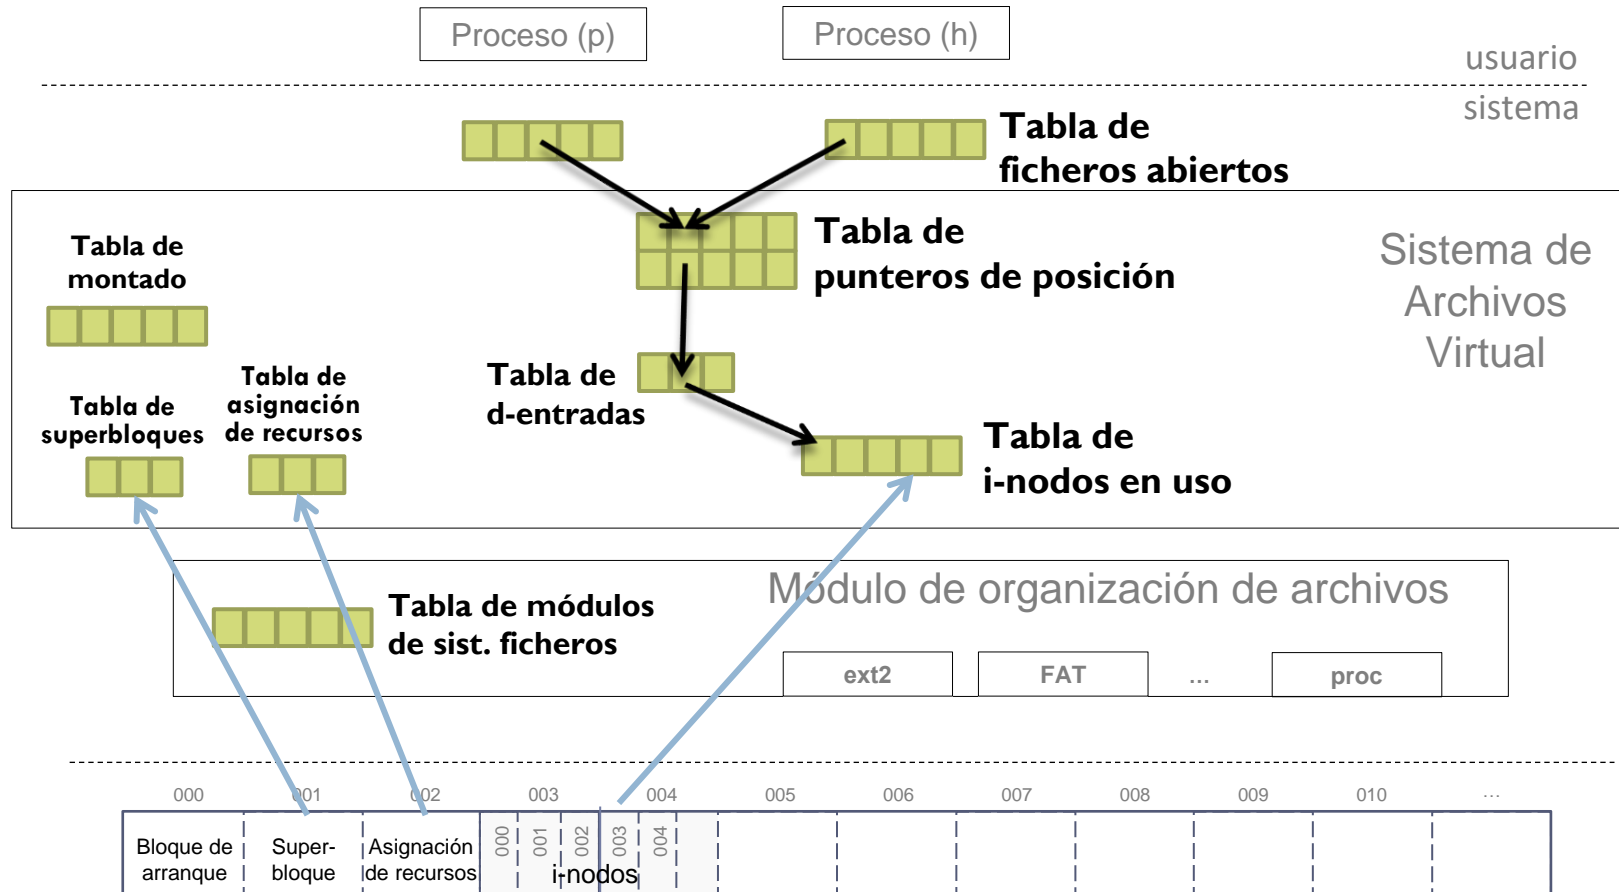 Proceso (p)
Proceso (h)
usuario
sistema
Tabla de
ficheros abiertos
Tabla de
montado
Tabla de
punteros de posición
Sistema de
Archivos
Virtual
Tabla de
superbloques
Tabla de
asignación
de recursos
Tabla de
d-entradas
Tabla de
i-nodos en uso
Módulo de organización de archivos
Tabla de módulos
de sist. ficheros
ext2
FAT
...
proc
000 001 002 003 004 005 006 007 008 009 010 ...
Bloque de
arranque
Super-
bloque
Asignación
de recursos
000 001 002 003 004
i-nodos